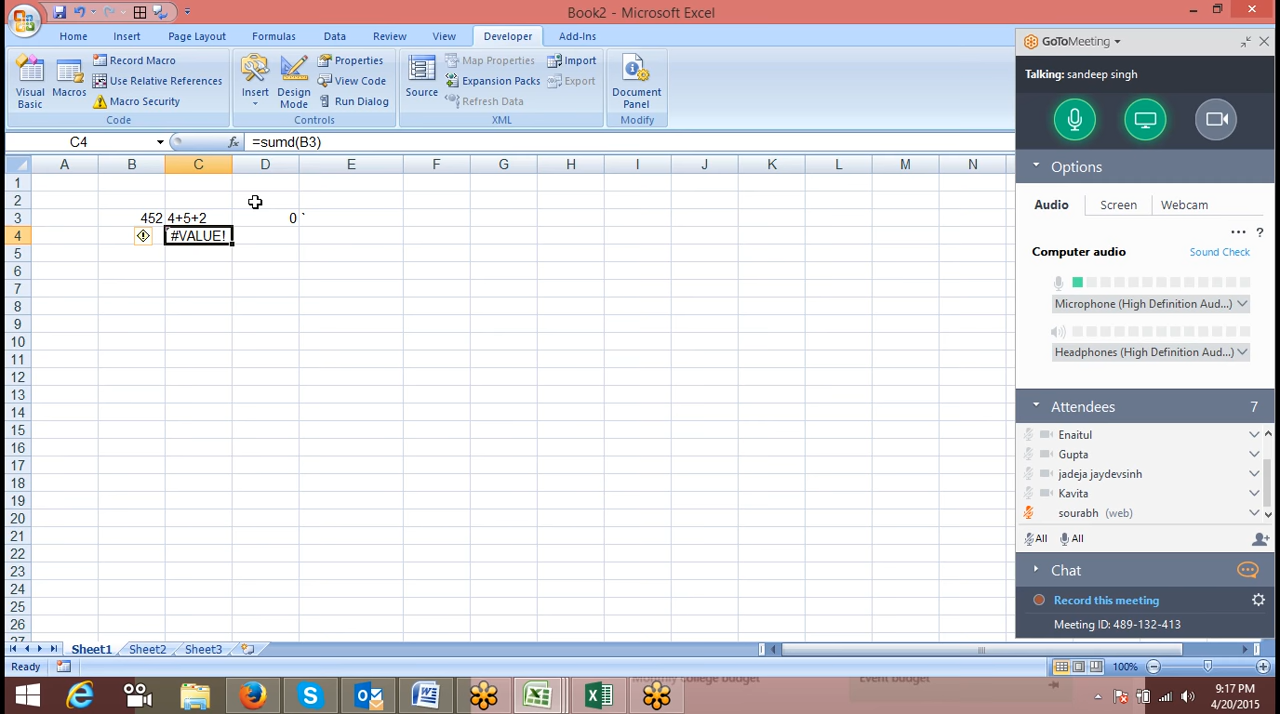 Book2 - Microsoft Excel
Home Insert Page Layout Formulas Data Review View Developer Add-Ins
Visual Basic
Macros
Record Macro
Use Relative References
Macro Security
Code
Insert
Design Mode
Properties
View Code
Run Dialog
Controls
Source
Map Properties
Expansion Packs
Refresh Data
Import
Export
XML
Document Panel
Modify
C4 fx =sumd(B3)
A B C D E F G H I J K L M N
1
2
3 452 4+5+2 0 `
4 #VALUE!
5
6
7
8
9
10
11
12
13
14
15
16
17
18
19
20
21
22
23
24
25
26
27
Sheet1 Sheet2 Sheet3
Ready 100%
GoToMeeting
Talking: sandeep singh
Options
Audio Screen Webcam
... ?
Computer audio Sound Check
Microphone (High Definition Aud...)
Headphones (High Definition Aud...)
Attendees 7
Enaitul
Gupta
jadeja jaydevsinh
Kavita
sourabh (web)
All All
Chat
Record this meeting
Meeting ID: 489-132-413
Monthly college budget Event budget
9:17 PM
4/20/2015